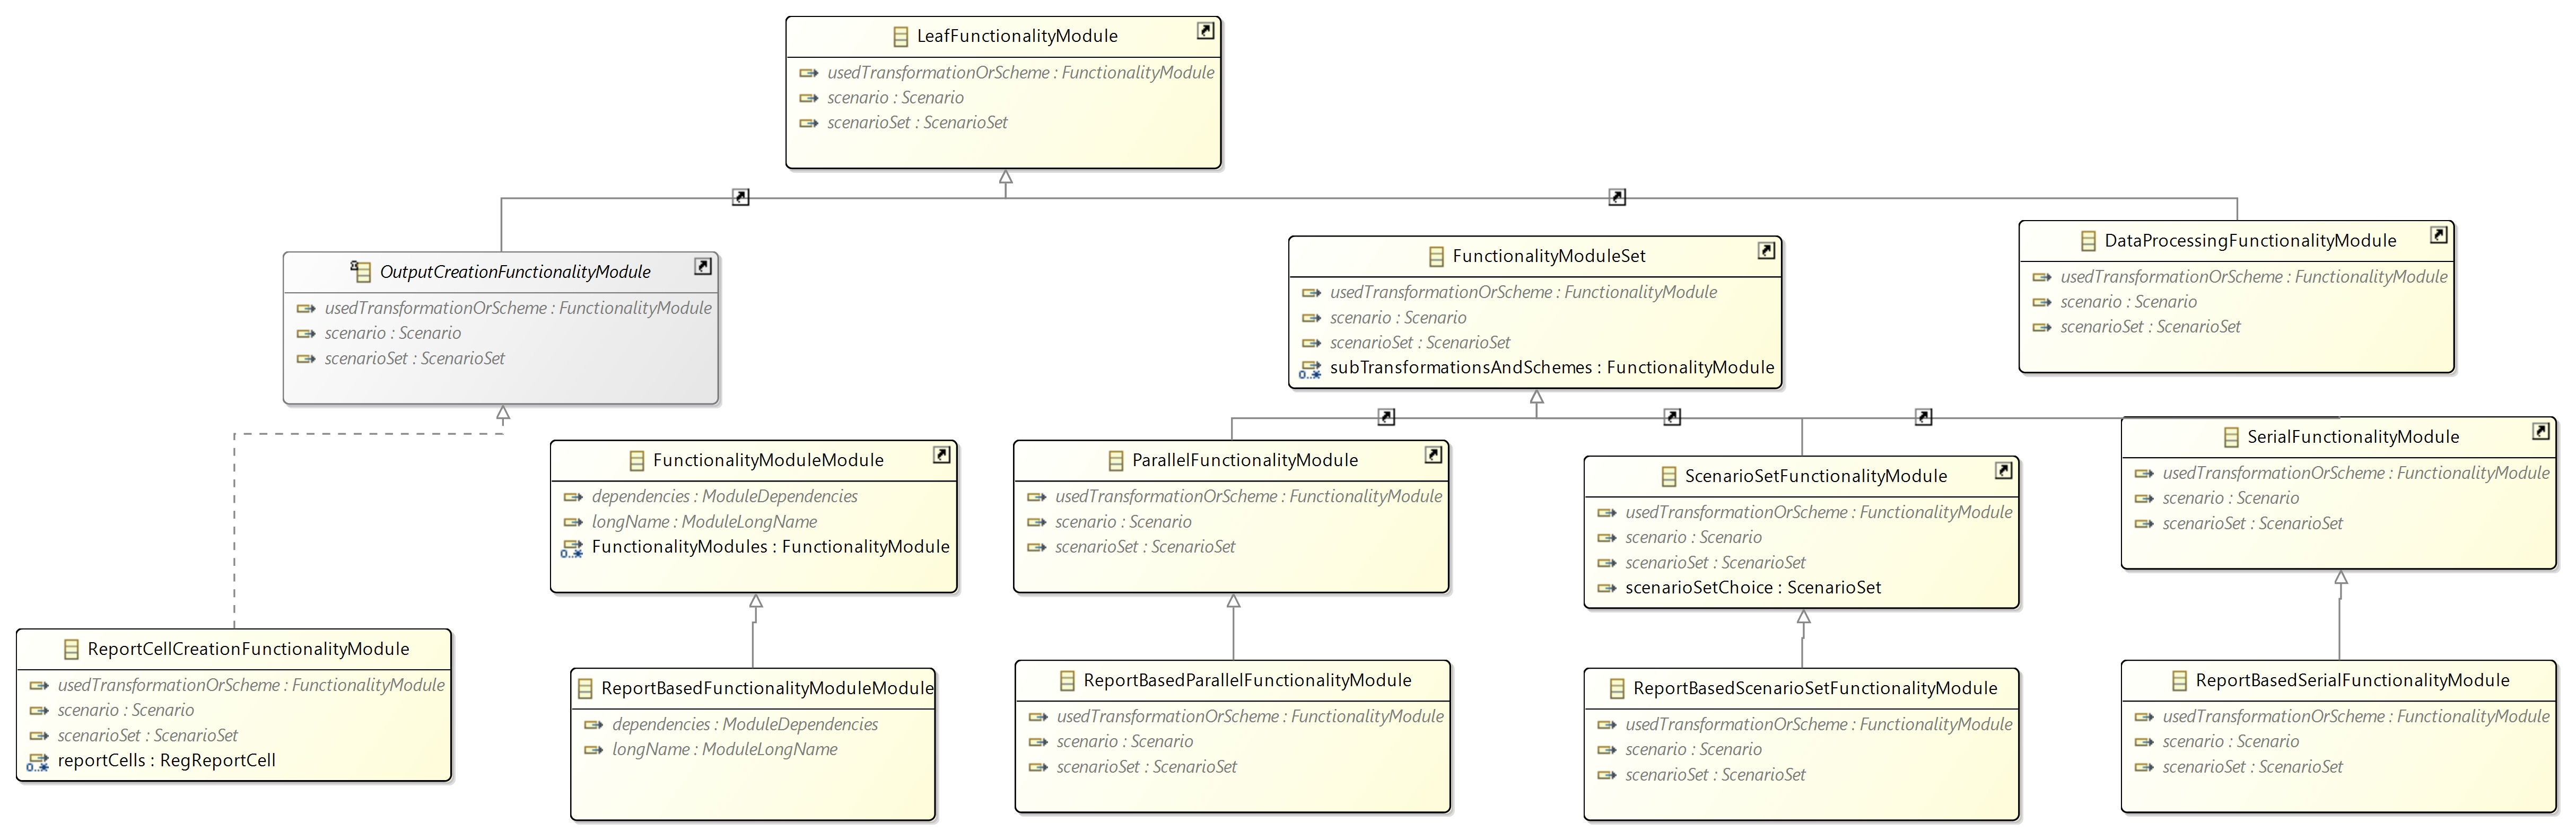 LeafFunctionalityModule
usedTransformationOrScheme : FunctionalityModule
scenario : Scenario
scenarioSet : ScenarioSet
OutputCreationFunctionalityModule
usedTransformationOrScheme : FunctionalityModule
scenario : Scenario
scenarioSet : ScenarioSet
FunctionalityModuleSet
usedTransformationOrScheme : FunctionalityModule
scenario : Scenario
scenarioSet : ScenarioSet
0..* subTransformationsAndSchemes : FunctionalityModule
DataProcessingFunctionalityModule
usedTransformationOrScheme : FunctionalityModule
scenario : Scenario
scenarioSet : ScenarioSet
FunctionalityModuleModule
dependencies : ModuleDependencies
longName : ModuleLongName
0..* FunctionalityModules : FunctionalityModule
ParallelFunctionalityModule
usedTransformationOrScheme : FunctionalityModule
scenario : Scenario
scenarioSet : ScenarioSet
ScenarioSetFunctionalityModule
usedTransformationOrScheme : FunctionalityModule
scenario : Scenario
scenarioSet : ScenarioSet
scenarioSetChoice : ScenarioSet
SerialFunctionalityModule
usedTransformationOrScheme : FunctionalityModule
scenario : Scenario
scenarioSet : ScenarioSet
ReportCellCreationFunctionalityModule
usedTransformationOrScheme : FunctionalityModule
scenario : Scenario
scenarioSet : ScenarioSet
0..* reportCells : RegReportCell
ReportBasedFunctionalityModuleModule
dependencies : ModuleDependencies
longName : ModuleLongName
ReportBasedParallelFunctionalityModule
usedTransformationOrScheme : FunctionalityModule
scenario : Scenario
scenarioSet : ScenarioSet
ReportBasedScenarioSetFunctionalityModule
usedTransformationOrScheme : FunctionalityModule
scenario : Scenario
scenarioSet : ScenarioSet
ReportBasedSerialFunctionalityModule
usedTransformationOrScheme : FunctionalityModule
scenario : Scenario
scenarioSet : ScenarioSet